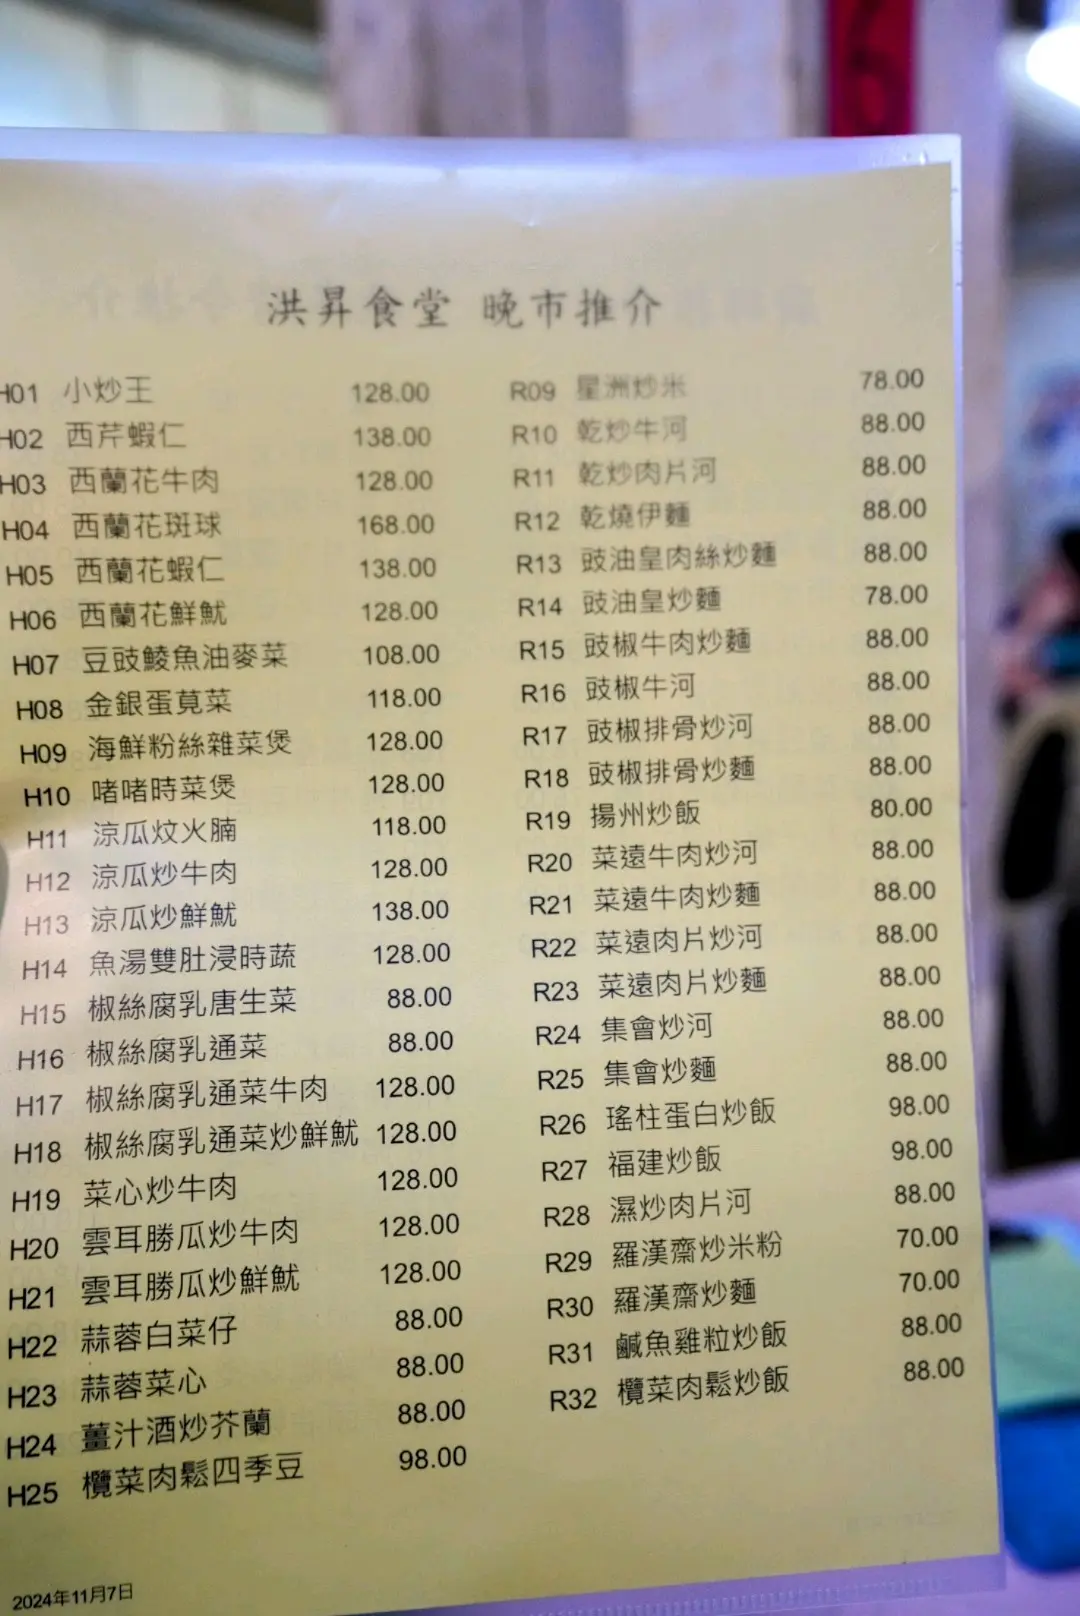 洪昇食堂 晚市推介
H01 小炒王 128.00
H02 西芹蝦仁 138.00
H03 西蘭花牛肉 128.00
H04 西蘭花斑球 168.00
H05 西蘭花蝦仁 138.00
H06 西蘭花鮮魷 128.00
H07 豆豉鯪魚油麥菜 108.00
H08 金銀蛋莧菜 118.00
H09 海鮮粉絲雜菜煲 128.00
H10 啫啫時菜煲 128.00
H11 涼瓜炆火腩 118.00
H12 涼瓜炒牛肉 128.00
H13 涼瓜炒鮮魷 138.00
H14 魚湯雙肚浸時蔬 128.00
H15 椒絲腐乳唐生菜 88.00
H16 椒絲腐乳通菜 88.00
H17 椒絲腐乳通菜牛肉 128.00
H18 椒絲腐乳通菜炒鮮魷 128.00
H19 菜心炒牛肉 128.00
H20 雲耳勝瓜炒牛肉 128.00
H21 雲耳勝瓜炒鮮魷 128.00
H22 蒜蓉白菜仔 88.00
H23 蒜蓉菜心 88.00
H24 薑汁酒炒芥蘭 88.00
H25 欖菜肉鬆四季豆 98.00
R09 星洲炒米 78.00
R10 乾炒牛河 88.00
R11 乾炒肉片河 88.00
R12 乾燒伊麵 88.00
R13 豉油皇肉絲炒麵 88.00
R14 豉油皇炒麵 78.00
R15 豉椒牛肉炒麵 88.00
R16 豉椒牛河 88.00
R17 豉椒排骨炒河 88.00
R18 豉椒排骨炒麵 88.00
R19 揚州炒飯 80.00
R20 菜遠牛肉炒河 88.00
R21 菜遠牛肉炒麵 88.00
R22 菜遠肉片炒河 88.00
R23 菜遠肉片炒麵 88.00
R24 集會炒河 88.00
R25 集會炒麵 88.00
R26 瑤柱蛋白炒飯 98.00
R27 福建炒飯 98.00
R28 濕炒肉片河 88.00
R29 羅漢齋炒米粉 70.00
R30 羅漢齋炒麵 70.00
R31 鹹魚雞粒炒飯 88.00
R32 欖菜肉鬆炒飯 88.00
2024年11月7日